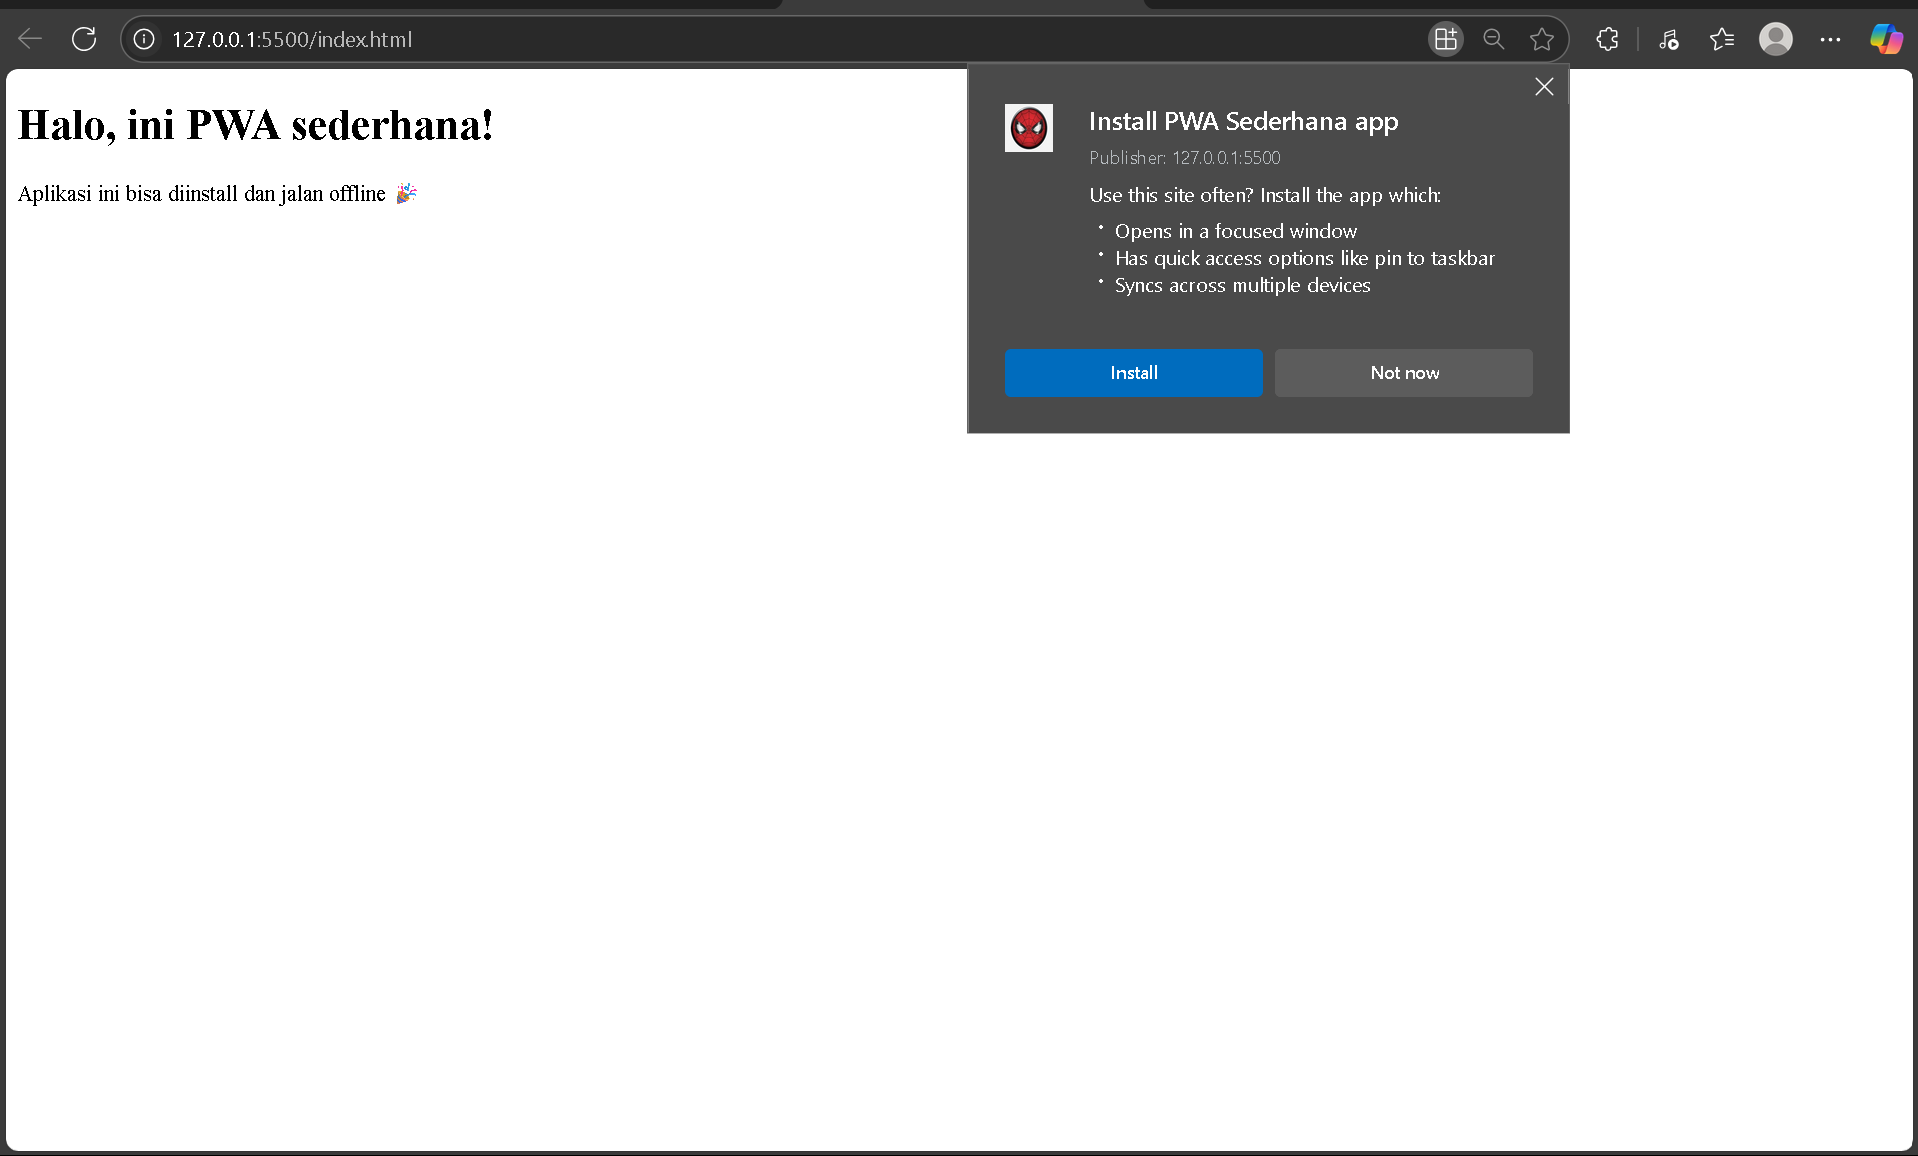 127.0.0.1:5500/index.html
Halo, ini PWA sederhana!
Aplikasi ini bisa diinstall dan jalan offline 🎉
Install PWA Sederhana app
Publisher: 127.0.0.1:5500
Use this site often? Install the app which:
• Opens in a focused window
• Has quick access options like pin to taskbar
• Syncs across multiple devices
Install
Not now